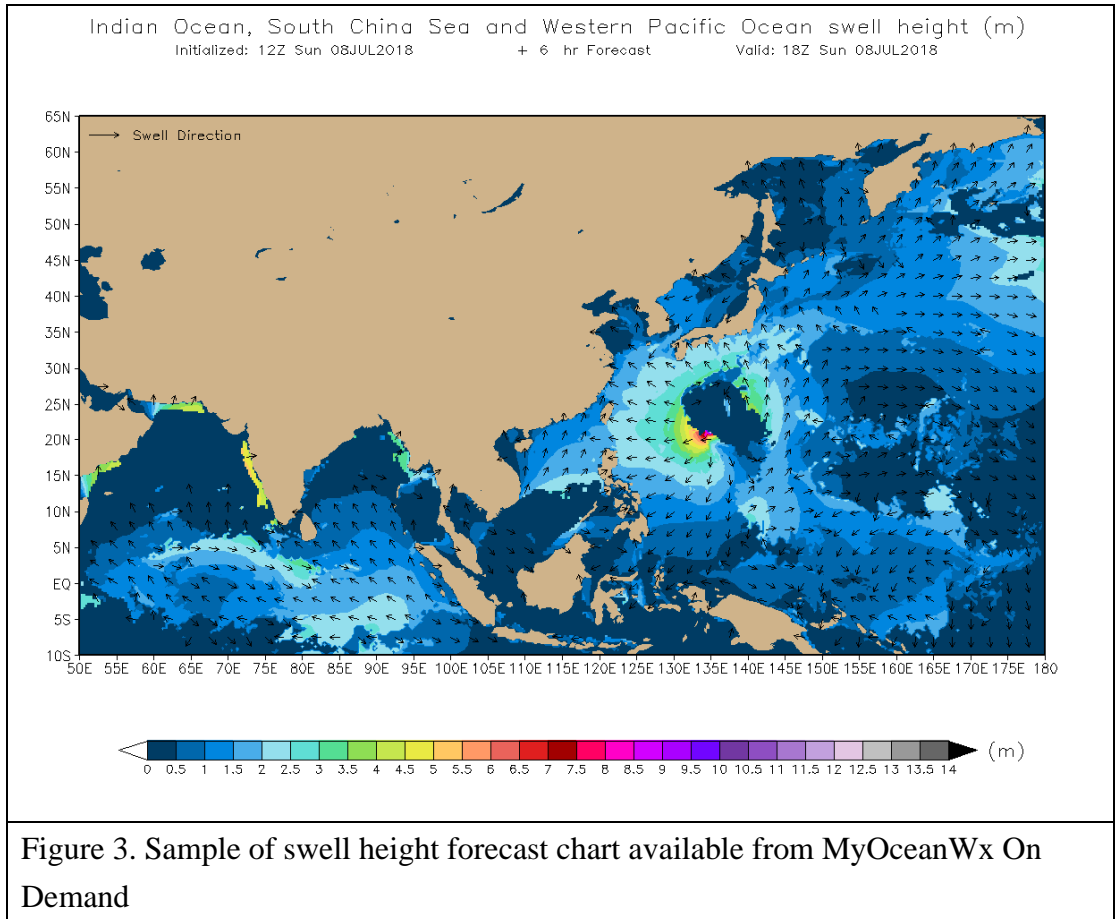 Indian Ocean, South China Sea and Western Pacific Ocean swell height (m)
Initialized: 12Z Sun 08JUL2018 + 6 hr Forecast Valid: 18Z Sun 08JUL2018
65N
Swell Direction
60N
55N
50N
45N
40N
35N
30N
25N
20N
15N
10N
5N
EQ
5S
10S
50E 55E 60E 65E 70E 75E 80E 85E 90E 95E 100E 105E 110E 115E 120E 125E 130E 135E 140E 145E 150E 155E 160E 165E 170E 175E 180
(m)
0 0.5 1 1.5 2 2.5 3 3.5 4 4.5 5 5.5 6 6.5 7 7.5 8 8.5 9 9.5 10 10.5 11 11.5 12 12.5 13 13.5 14
Figure 3. Sample of swell height forecast chart available from MyOceanWx On
Demand